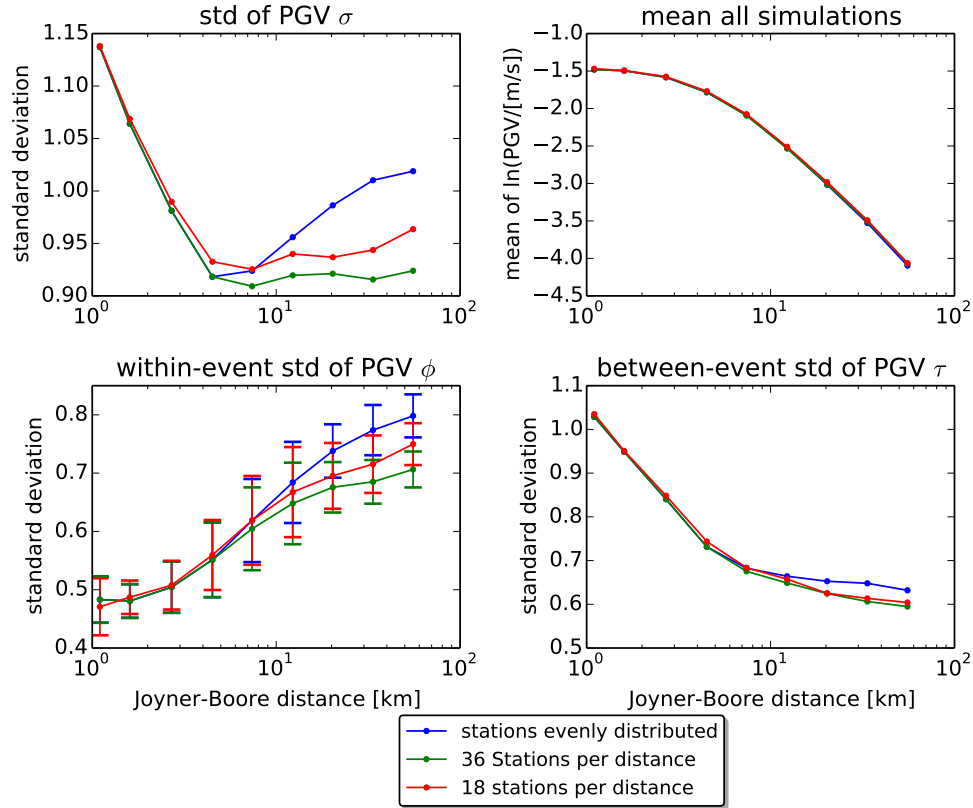 std of PGV σ
standard deviation
1.15
1.10
1.05
1.00
0.95
0.90
10⁰
10¹
10²
mean all simulations
mean of ln(PGV/[m/s])
−1.0
−1.5
−2.0
−2.5
−3.0
−3.5
−4.0
−4.5
10⁰
10¹
10²
within-event std of PGV ϕ
standard deviation
0.8
0.7
0.6
0.5
0.4
10⁰
10¹
10²
Joyner-Boore distance [km]
between-event std of PGV τ
standard deviation
1.1
1.0
0.9
0.8
0.7
0.6
0.5
10⁰
10¹
10²
Joyner-Boore distance [km]
stations evenly distributed
36 Stations per distance
18 stations per distance